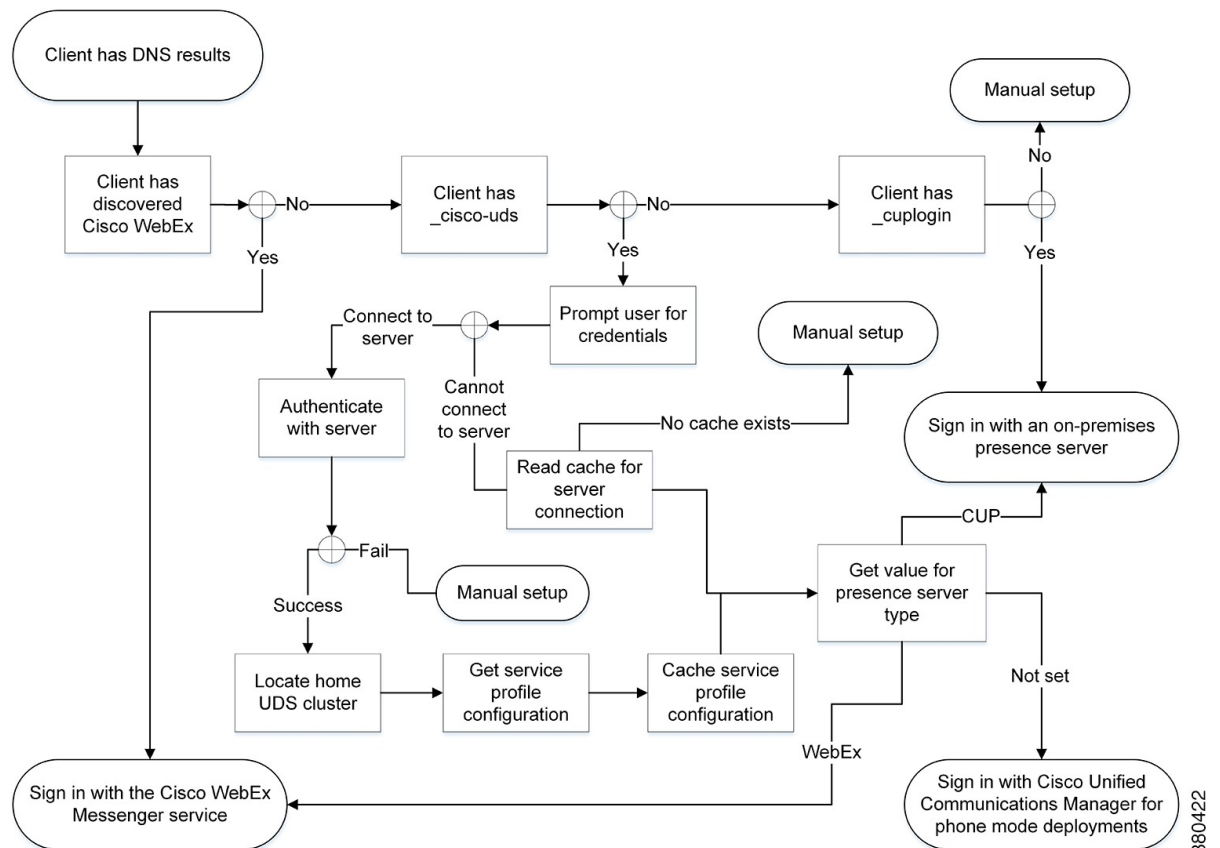 Client has DNS results
Manual setup
Client has
discovered
Cisco WebEx
No
Client has
_cisco-uds
No
Client has
_cuplogin
No
Yes
Yes
Yes
Prompt user for
credentials
Connect to
server
Manual setup
Authenticate
with server
Cannot
connect
to server
No cache exists
Sign in with an on-premises
presence server
Read cache for
server
connection
CUP
Fail
Get value for
presence server
type
Manual setup
Success
Locate home
UDS cluster
Get service
profile
configuration
Cache service
profile
configuration
Not set
WebEx
Sign in with the Cisco WebEx
Messenger service
Sign in with Cisco Unified
Communications Manager for
phone mode deployments